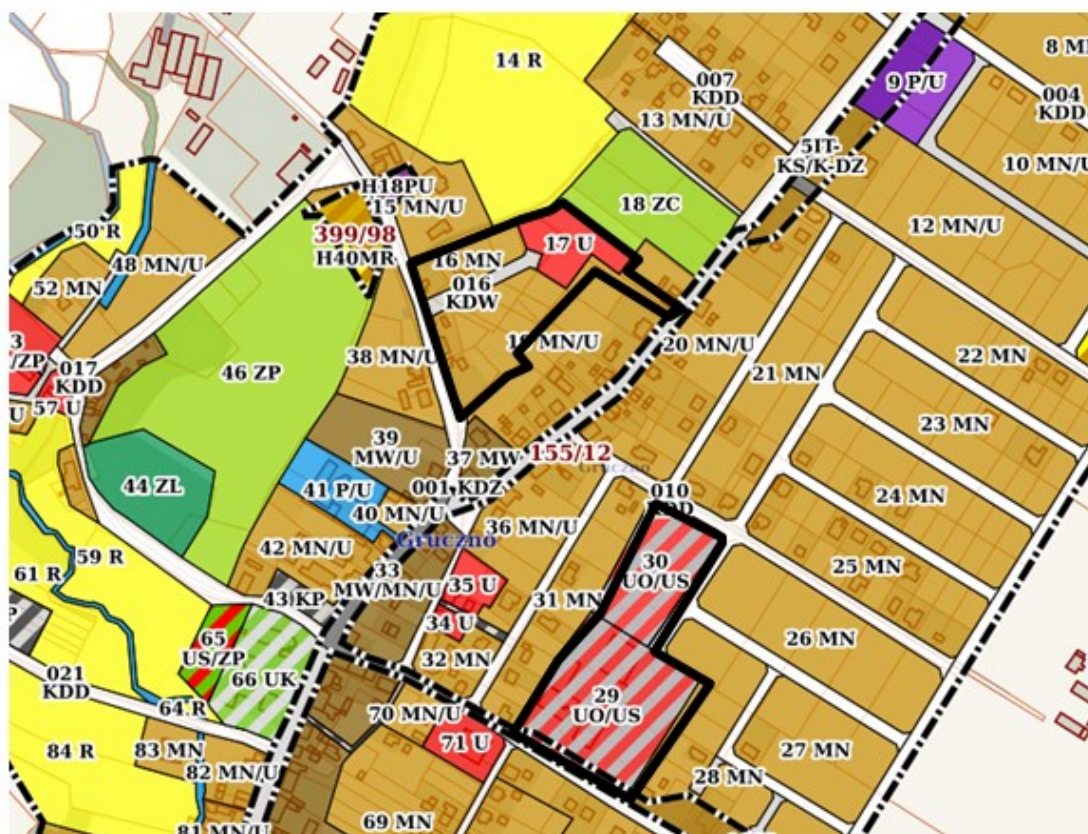 14 R
8 M
007
KDD
13 MN/U
9 P/U
004
KDD
10 MN/U
5IT-
KS/K-DZ
H18PU
15 MN/U
18 ZC
12 MN/U
50 R
48 MN/U
399/98
H40MR
16 MN
17 U
016
KDW
52 MN
3
/ZP
017
KDD
57 U
U
46 ZP
38 MN/U
19 MN/U
20 MN/U
21 MN
22 MN
23 MN
24 MN
25 MN
39
MW/U
37 MW
155/12
Gruczno
44 ZL
41 P/U
001 KDZ
40 MN/U
36 MN/U
010
KDD
Gruczno
59 R
61 R
42 MN/U
33
MW/MN/U
35 U
30
UO/US
31 MN
26 MN
43 KP
P
34 U
65
US/ZP
66 UK
32 MN
29
UO/US
021
KDD
64 R
70 MN/U
71 U
27 MN
84 R
83 MN
82 MN/U
28 MN
81 MN/U
69 MN